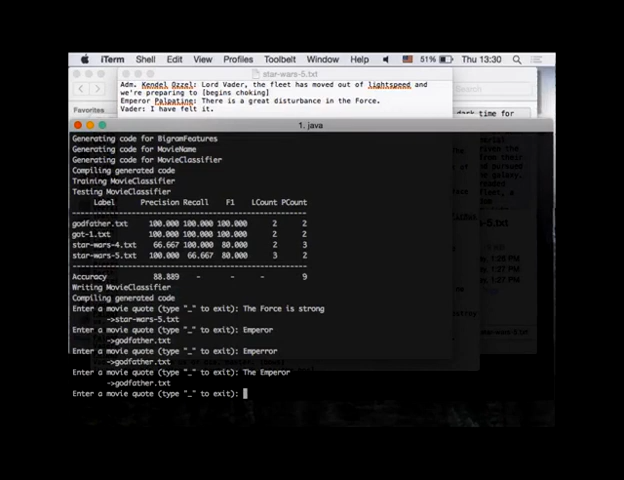 iTerm Shell Edit View Profiles Toolbelt Window Help 51% Thu 13:30
star-wars-5.txt
Adm. Kendel Ozzel: Lord Vader, the fleet has moved out of lightspeed and
we're preparing to [begins choking]
Emperor Palpatine: There is a great disturbance in the Force.
Vader: I have felt it.
Search
Favorites
dark time for
1. java
Generating code for BigramFeatures
Generating code for MovieName
Generating code for MovieClassifier
Compiling generated code
Training MovieClassifier
Testing MovieClassifier
Label Precision Recall F1 LCount PCount
godfather.txt 100.000 100.000 100.000 2 2
got-1.txt 100.000 100.000 100.000 2 2
star-wars-4.txt 66.667 100.000 80.000 2 3
star-wars-5.txt 100.000 66.667 80.000 3 2
Accuracy 88.889 - - - 9
Writing MovieClassifier
Compiling generated code
Enter a movie quote (type "_" to exit): The Force is strong
->star-wars-5.txt
Enter a movie quote (type "_" to exit): Emperor
->godfather.txt
Enter a movie quote (type "_" to exit): Emperror
->godfather.txt
Enter a movie quote (type "_" to exit): The Emperor
->godfather.txt
Enter a movie quote (type "_" to exit):